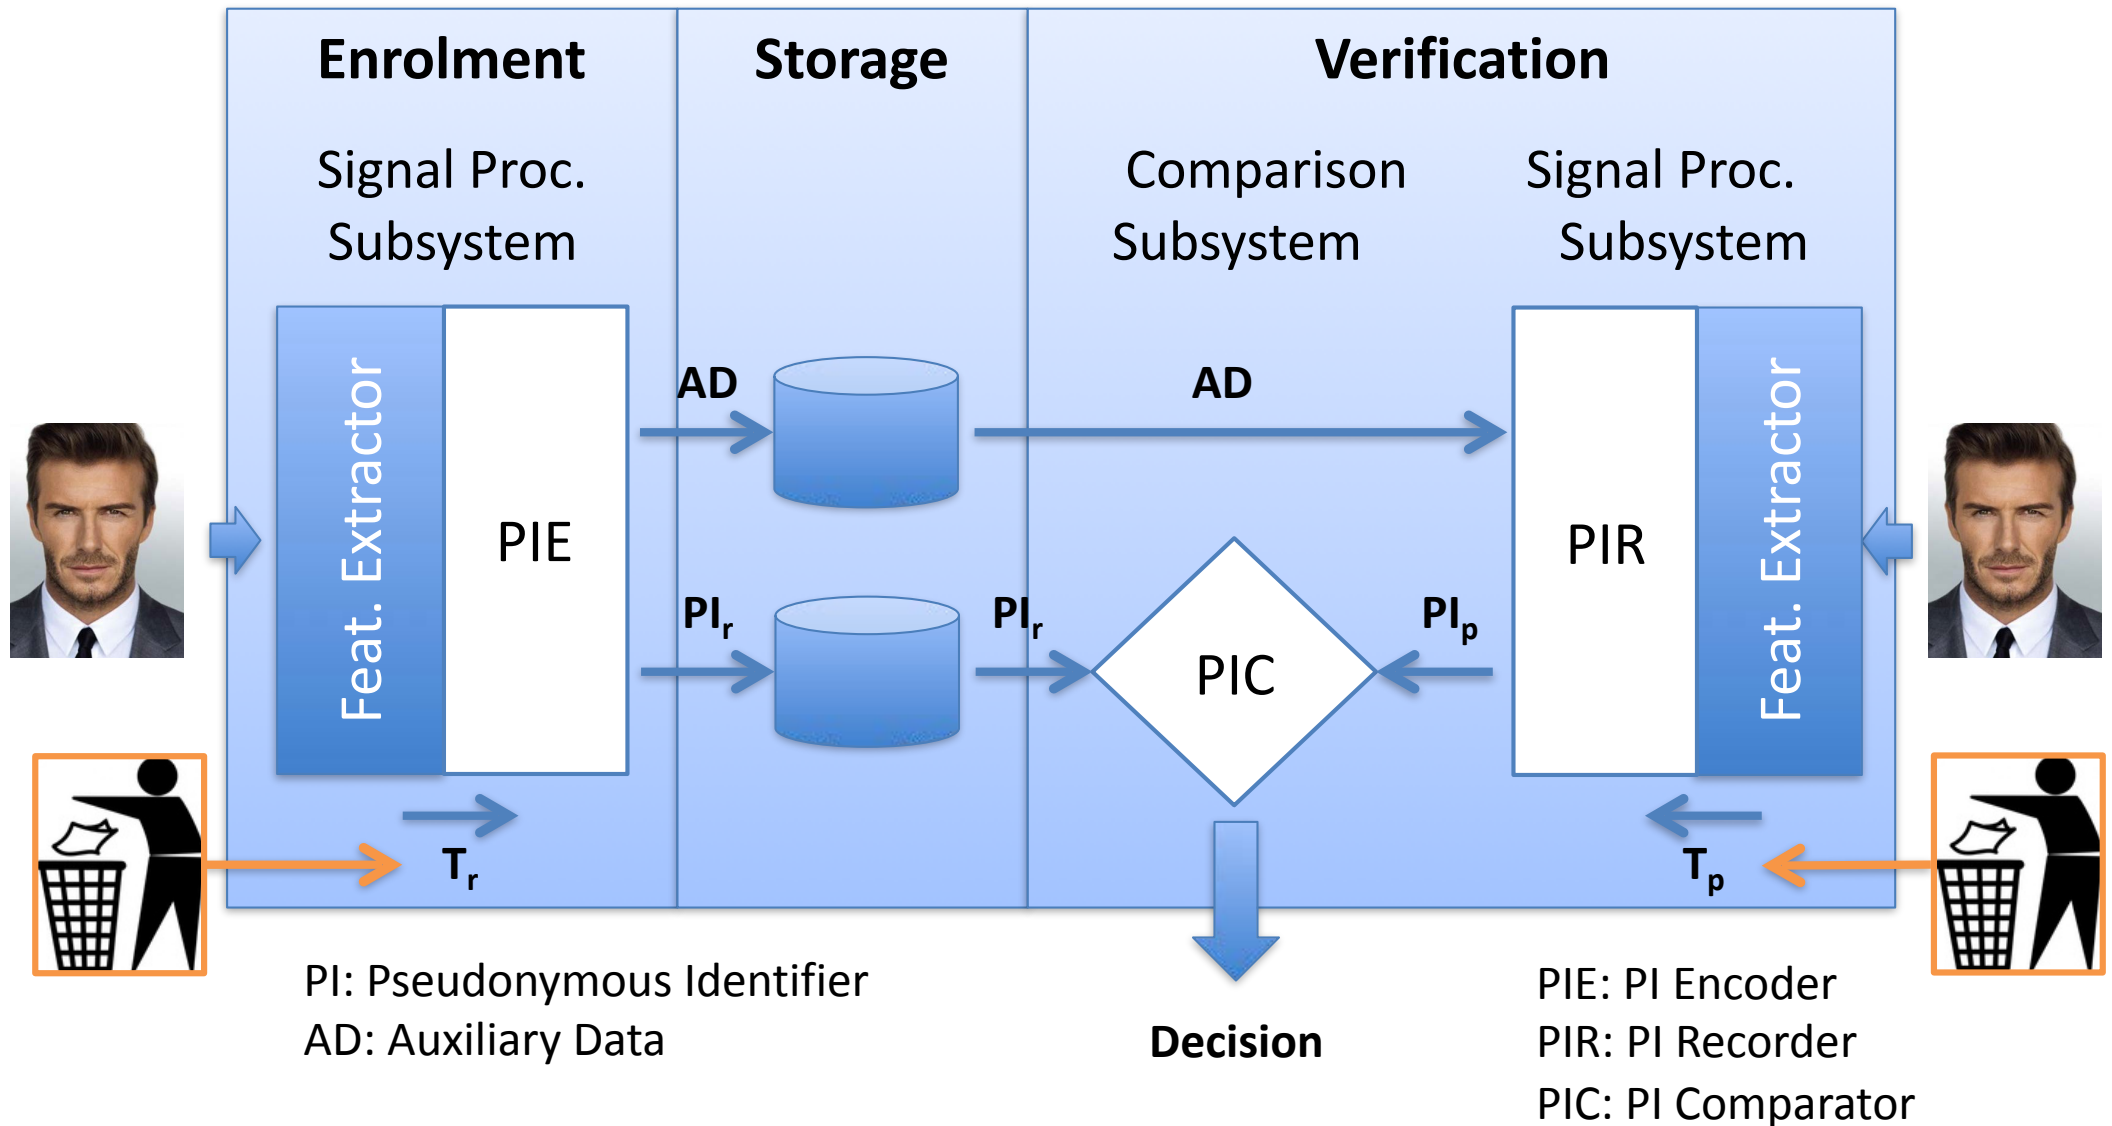 Enrolment
Storage
Verification
Signal Proc.
Subsystem
Comparison
Subsystem
Signal Proc.
Subsystem
Feat. Extractor
PIE
AD
AD
PIR
Feat. Extractor
PIr
PIr
PIC
PIp
Tr
Tp
PI: Pseudonymous Identifier
AD: Auxiliary Data
Decision
PIE: PI Encoder
PIR: PI Recorder
PIC: PI Comparator